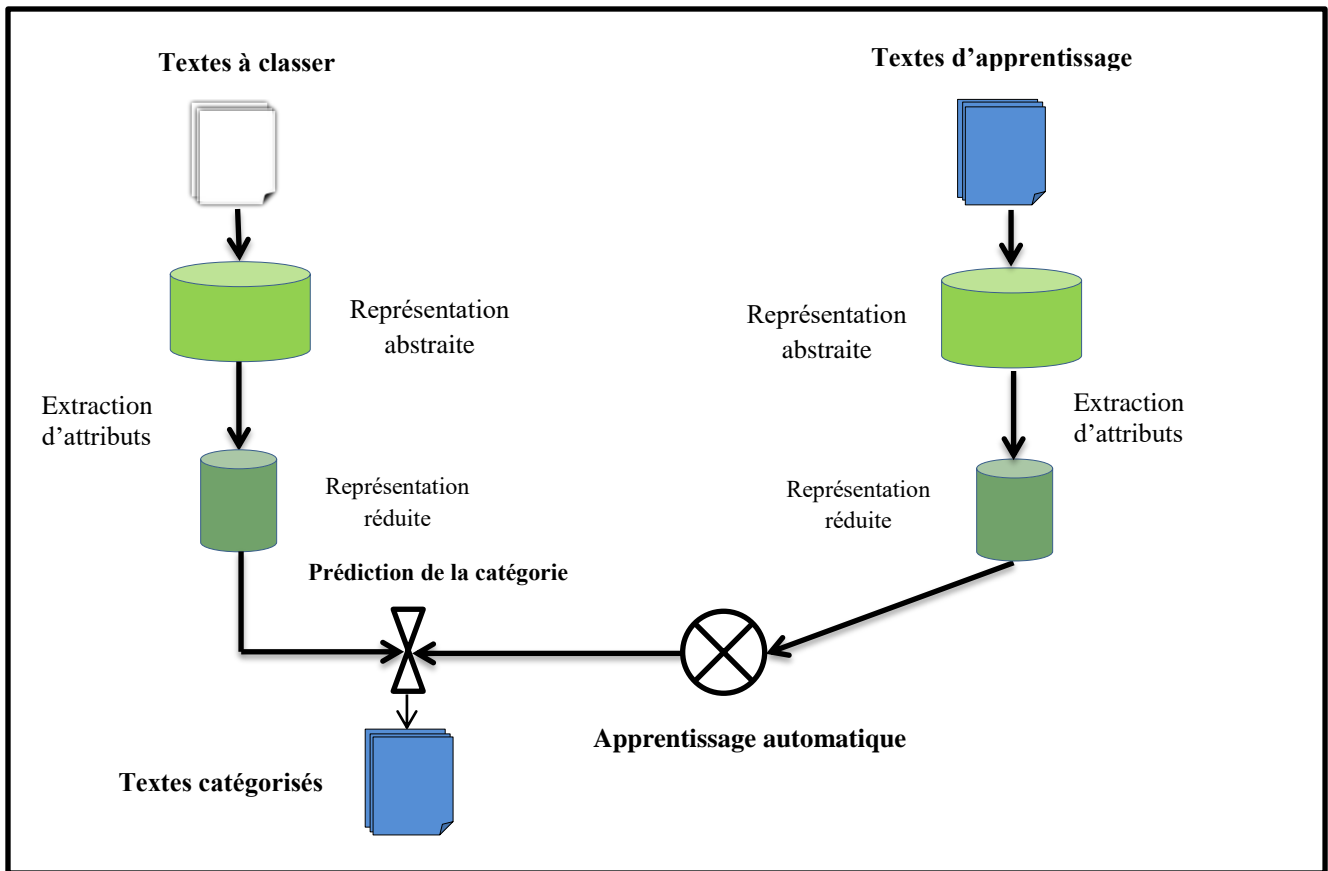 Textes à classer
Textes d’apprentissage
Représentation
abstraite
Représentation
abstraite
Extraction
d’attributs
Extraction
d’attributs
Représentation
réduite
Représentation
réduite
Prédiction de la catégorie
Apprentissage automatique
Textes catégorisés